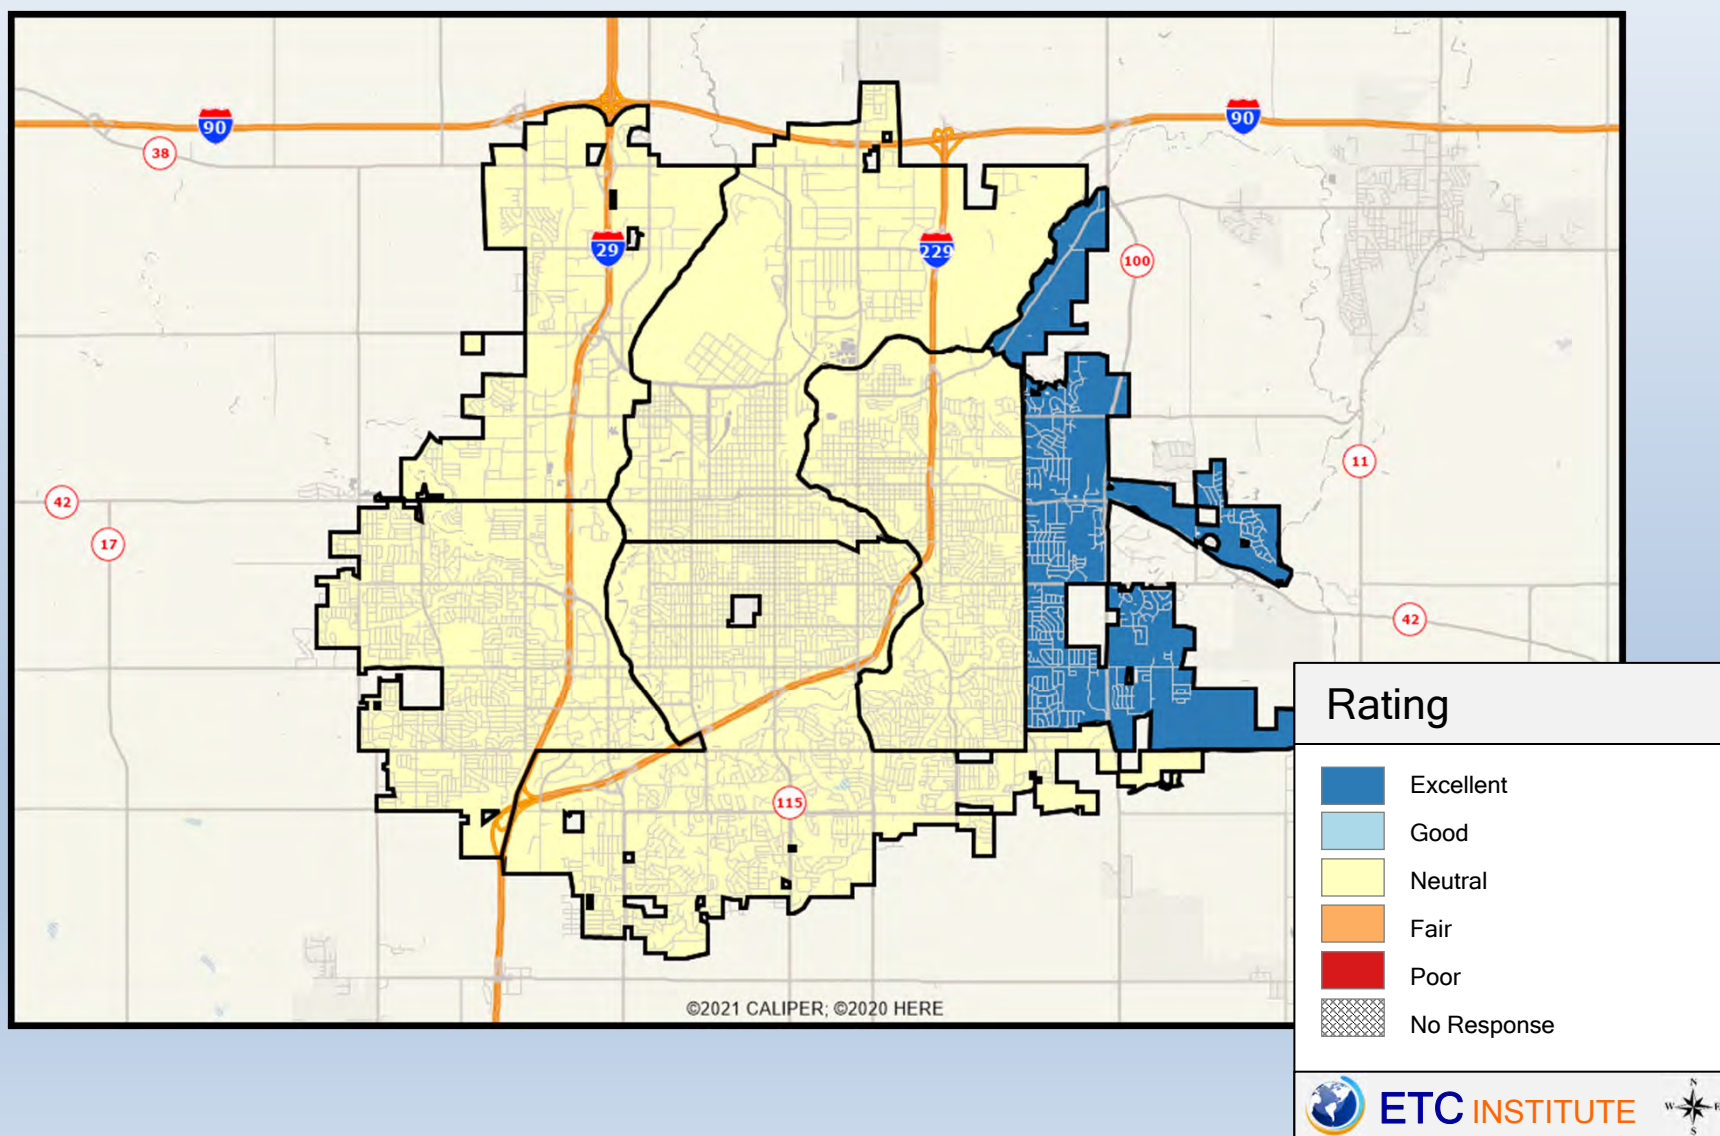 90
90
38
29
229
100
11
42
17
42
115
©2021 CALIPER; ©2020 HERE
Rating
Excellent
Good
Neutral
Fair
Poor
No Response
ETC INSTITUTE
N
W
E
S